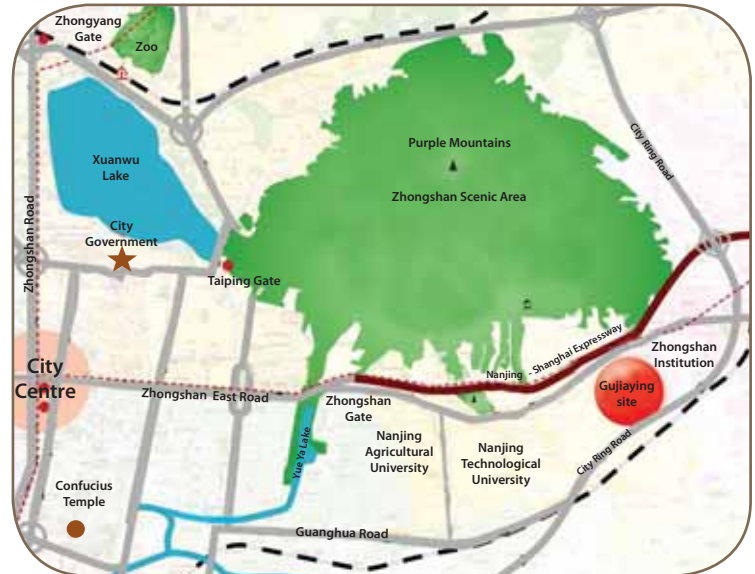 Zhongyang
Gate
Zoo
Xuanwu
Lake
City
Government
Zhongshan Road
Taiping Gate
Purple Mountains
Zhongshan Scenic Area
City Ring Road
City
Centre
Zhongshan East Road
Zhongshan
Gate
Nanjing - Shanghai Expressway
Zhongshan
Institution
Gujiaying
site
Yue Ya Lake
Nanjing
Agricultural
University
Nanjing
Technological
University
City Ring Road
Confucius
Temple
Guanghua Road